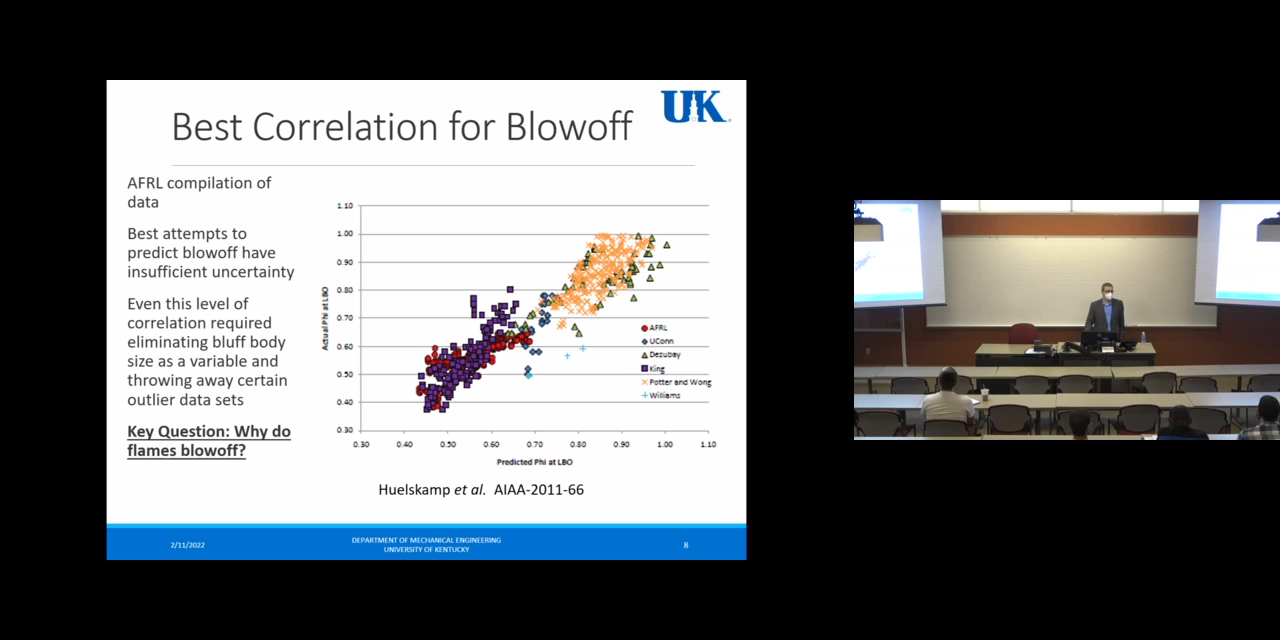 Best Correlation for Blowoff
UK
AFRL compilation of
data
Best attempts to
predict blowoff have
insufficient uncertainty
Even this level of
correlation required
eliminating bluff body
size as a variable and
throwing away certain
outlier data sets
Key Question: Why do
flames blowoff?
1.10
1.00
0.90
0.80
0.70
0.60
0.50
0.40
0.30
Actual Phi at LBO
0.30 0.40 0.50 0.60 0.70 0.80 0.90 1.00 1.10
Predicted Phi at LBO
AFRL
UConn
Dezubay
King
Potter and Wong
Williams
Huelskamp et al. AIAA-2011-66
2/11/2022
DEPARTMENT OF MECHANICAL ENGINEERING
UNIVERSITY OF KENTUCKY
8